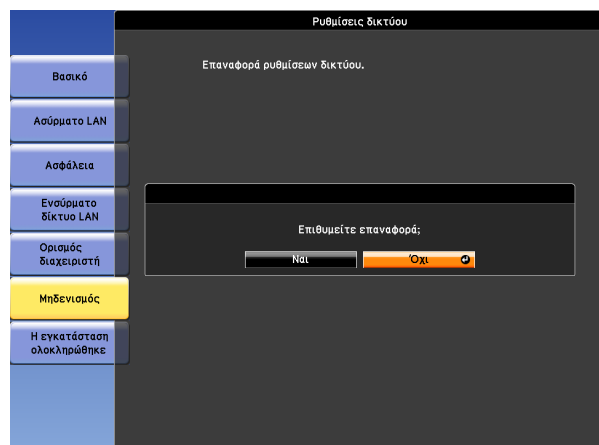 Ρυθμίσεις δικτύου
Επαναφορά ρυθμίσεων δικτύου.
Βασικό
Ασύρματο LAN
Ασφάλεια
Ενσύρματο
δίκτυο LAN
Ορισμός
διαχειριστή
Μηδενισμός
Η εγκατάσταση
ολοκληρώθηκε
Επιθυμείτε επαναφορά;
Ναι
Όχι